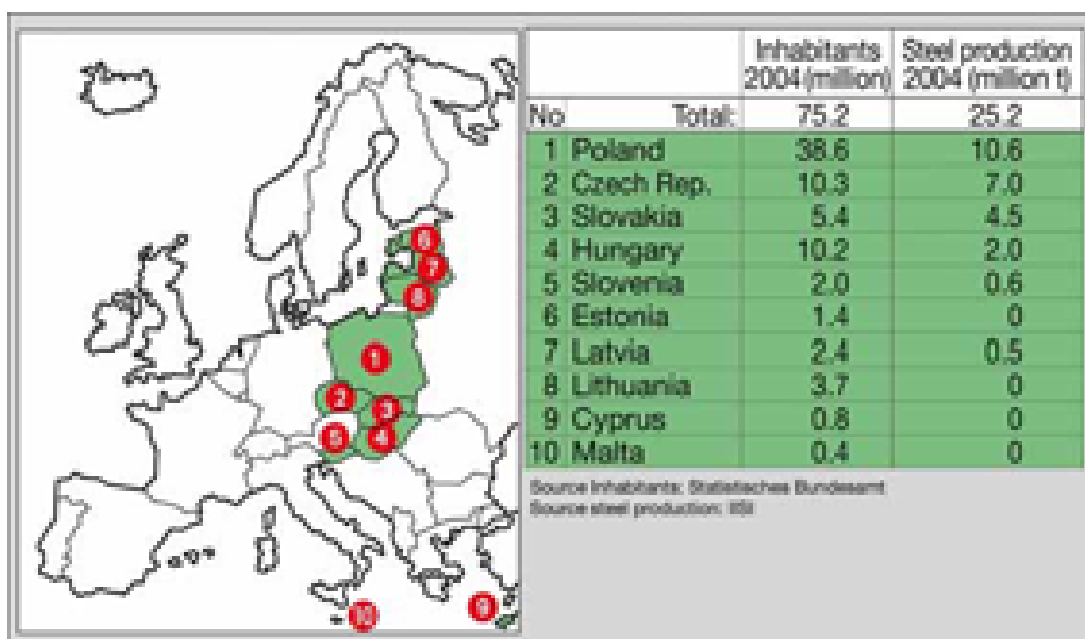 Inhabitants 2004 (million) Steel production 2004 (million t)
No Total: 75.2 25.2
1 Poland 38.6 10.6
2 Czech Rep. 10.3 7.0
3 Slovakia 5.4 4.5
4 Hungary 10.2 2.0
5 Slovenia 2.0 0.6
6 Estonia 1.4 0
7 Latvia 2.4 0.5
8 Lithuania 3.7 0
9 Cyprus 0.8 0
10 Malta 0.4 0
Source Inhabitants: Statistisches Bundesamt
Source steel production: IISI
6
7
8
1
2
3
5
4
9
10